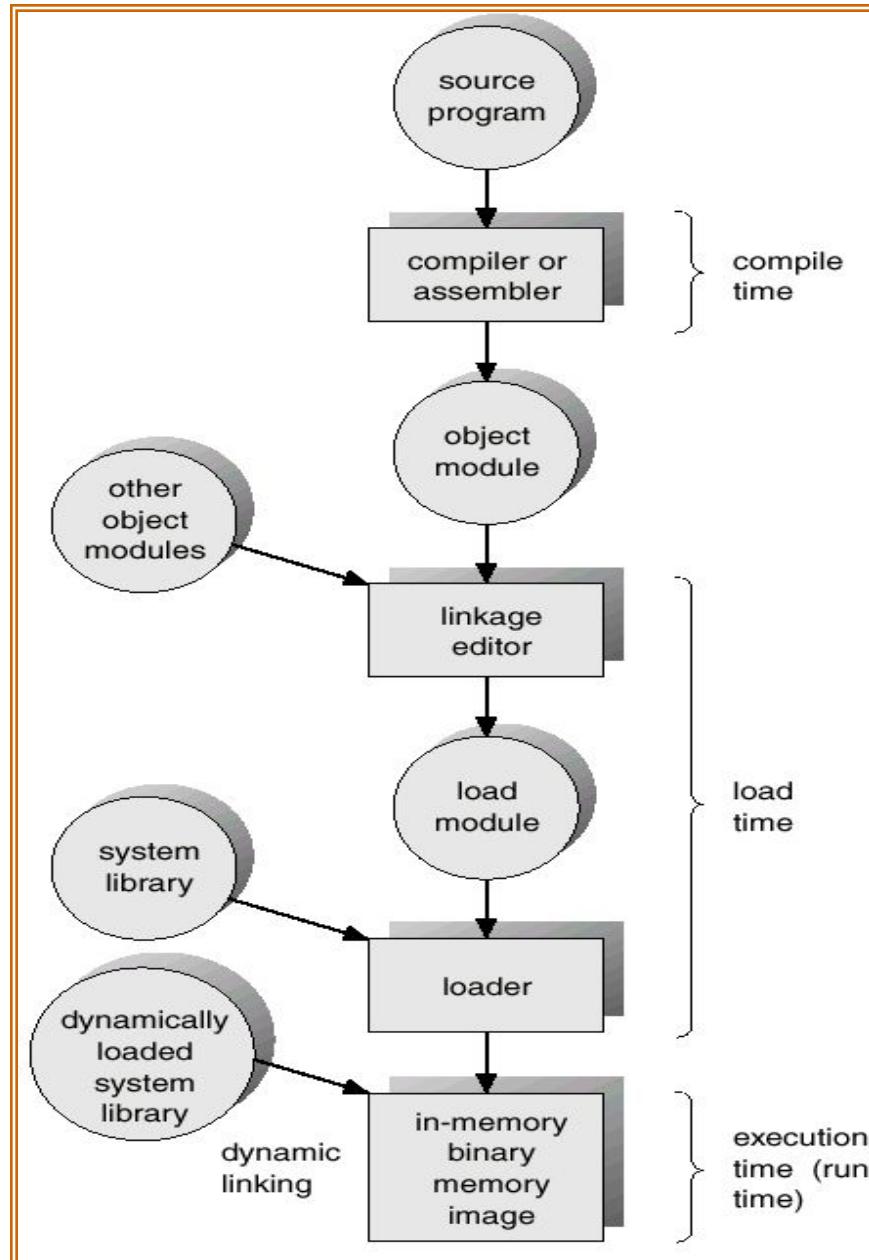 source
program
compiler or
assembler
compile
time
object
module
other
object
modules
linkage
editor
load
module
load
time
system
library
loader
dynamically
loaded
system
library
dynamic
linking
in-memory
binary
memory
image
execution
time (run
time)